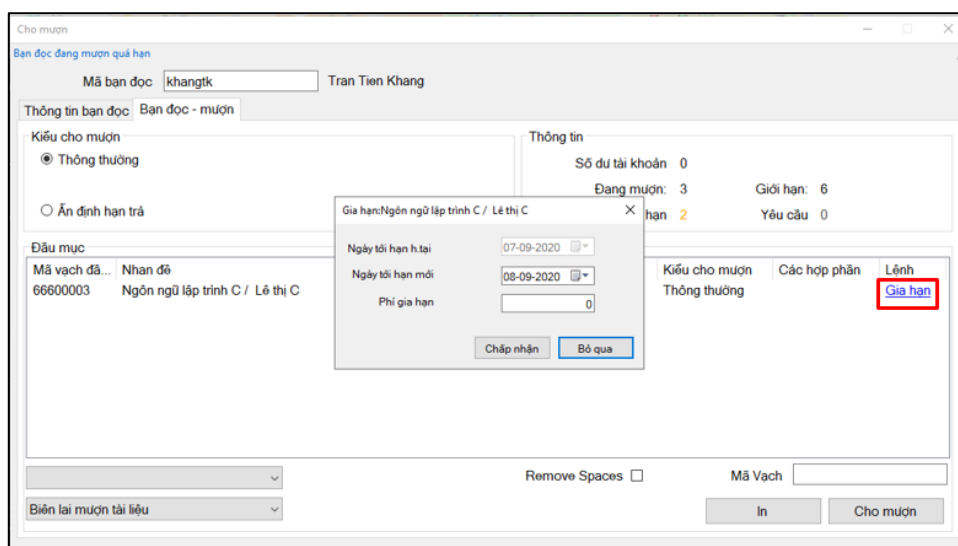 Cho mượn
Bạn đọc đang mượn quá hạn
Mã bạn đọc khangtk Tran Tien Khang
Thông tin bạn đọc Bạn đọc - mượn
Kiểu cho mượn
Thông thường
Ấn định hạn trả
Thông tin
Số dư tài khoản 0
Đang mượn: 3 Giới hạn: 6
hạn 2 Yêu cầu 0
Gia hạn:Ngôn ngữ lập trình C / Lê thị C
Ngày tới hạn h.tại 07-09-2020
Ngày tới hạn mới 08-09-2020
Phí gia hạn 0
Chấp nhận Bỏ qua
Đầu mục
Mã vạch đã... Nhan đề Kiểu cho mượn Các hợp phần Lệnh
66600003 Ngôn ngữ lập trình C / Lê thị C Thông thường Gia hạn
Remove Spaces Mã Vạch
Biên lai mượn tài liệu In Cho mượn